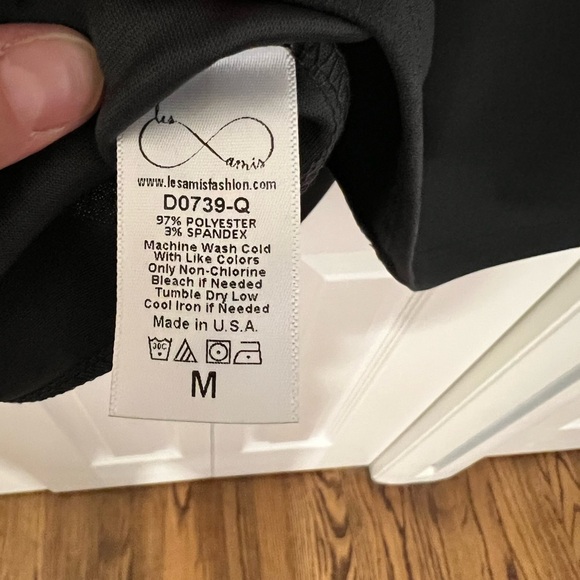 les
amis
www.lesamisfashion.com
D0739-Q
97% POLYESTER
3% SPANDEX
Machine Wash Cold
With Like Colors
Only Non-Chlorine
Bleach if Needed
Tumble Dry Low
Cool Iron if Needed
Made in U.S.A.
30C
M